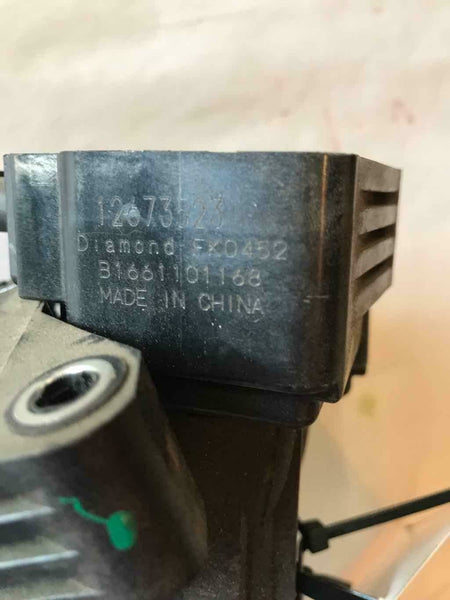 12673523
Diamond FK0452
B1661101168
MADE IN CHINA